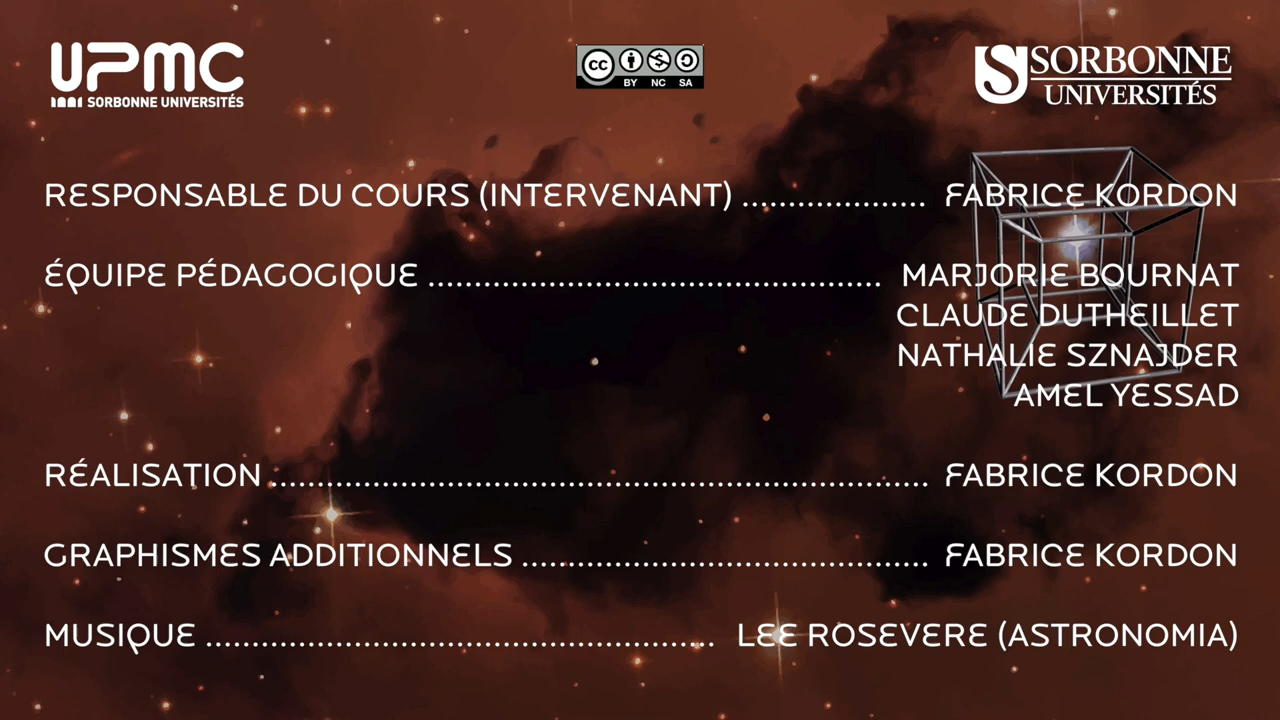 UPMC
SORBONNE UNIVERSITÉS
cc
BY NC SA
SORBONNE
UNIVERSITÉS
RESPONSABLE DU COURS (INTERVENANT) .................... FABRICE KORDON
ÉQUIPE PÉDAGOGIQUE ................................................ MARJORIE BOURNAT
CLAUDE DUTHEILLET
NATHALIE SZNAJDER
AMEL YESSAD
RÉALISATION ...................................................................... FABRICE KORDON
GRAPHISMES ADDITIONNELS ........................................... FABRICE KORDON
MUSIQUE ...................................................... LEE ROSEVERE (ASTRONOMIA)